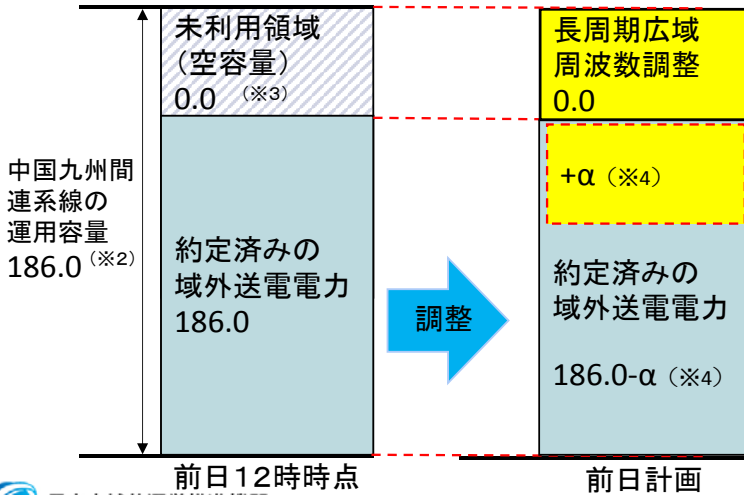 未利用領域
(空容量)
0.0 (※3)
長周期広域
周波数調整
0.0
中国九州間
連系線の
運用容量
186.0(※2)
約定済みの
域外送電電力
186.0
調整
+α(※4)
約定済みの
域外送電電力
186.0-α(※4)
前日12時時点
前日計画